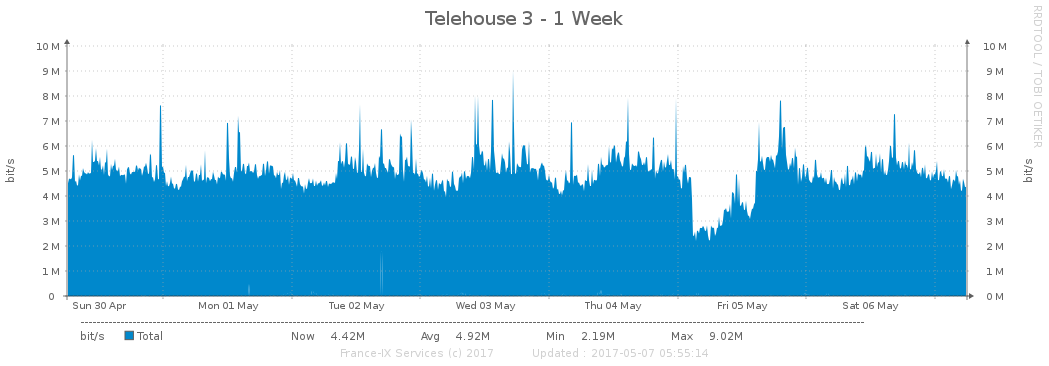 Telehouse 3 - 1 Week
RRDTOOL / TOBI OETIKER
bit/s
10 M 10 M
9 M 9 M
8 M 8 M
7 M 7 M
6 M 6 M
5 M 5 M
4 M 4 M
3 M 3 M
2 M 2 M
1 M 1 M
0 0 M
bit/s
Sun 30 Apr Mon 01 May Tue 02 May Wed 03 May Thu 04 May Fri 05 May Sat 06 May
bit/s Total Now 4.42M Avg 4.92M Min 2.19M Max 9.02M
France-IX Services (c) 2017 Updated : 2017-05-07 05:55:14